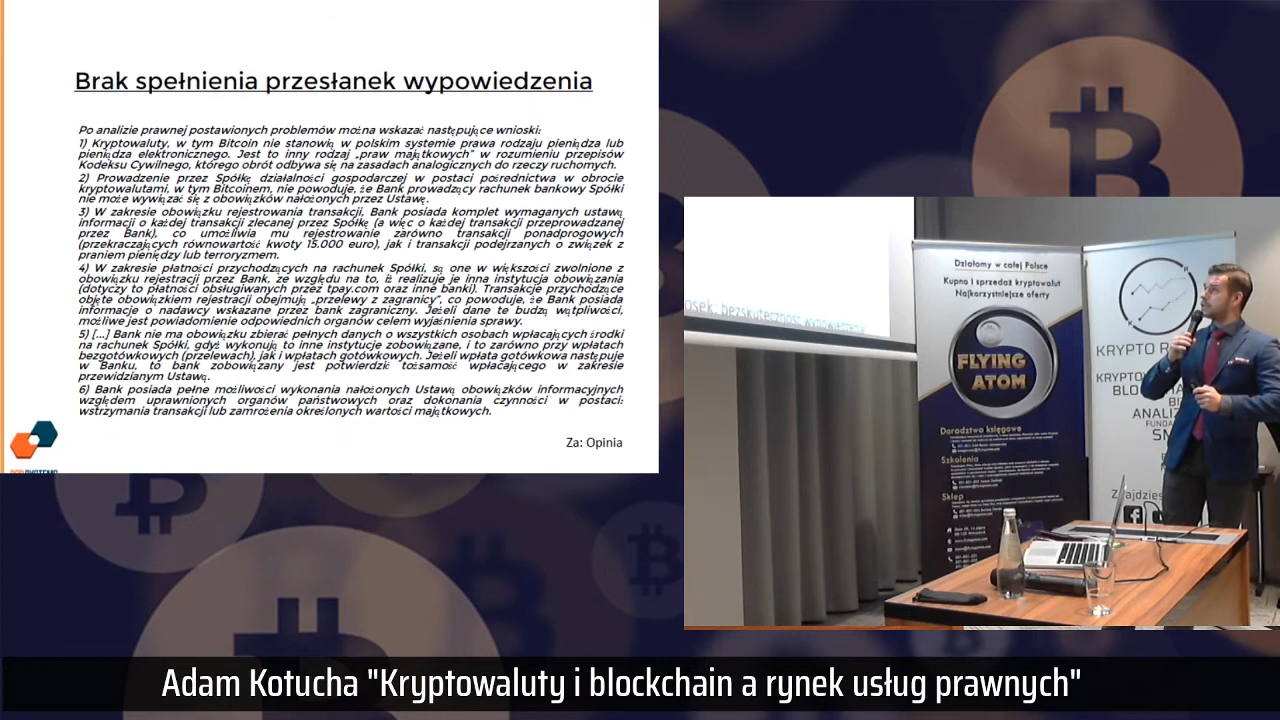 Brak spełnienia przesłanek wypowiedzenia
Po analizie prawnej postawionych problemów można wskazać następujące wnioski:
1) Kryptowaluty, w tym Bitcoin nie stanowią w polskim systemie prawa rodzaju pieniądza lub
pieniądza elektronicznego. Jest to inny rodzaj „praw majątkowych" w rozumieniu przepisów
Kodeksu Cywilnego, którego obrót odbywa się na zasadach analogicznych do rzeczy ruchomych.
2) Prowadzenie przez Spółkę działalności gospodarczej w postaci pośrednictwa w obrocie
kryptowalutami, w tym Bitcoinem, nie powoduje, że Bank prowadzący rachunek bankowy Spółki
nie może wywiązać się z obowiązków nałożonych przez Ustawę.
3) W zakresie obowiązku rejestrowania transakcji, Bank posiada komplet wymaganych ustawą
informacji o każdej transakcji zlecanej przez Spółkę (a więc o każdej transakcji przeprowadzanej
przez Bank), co umożliwia mu rejestrowanie zarówno transakcji ponadprogowych
(przekraczających równowartość kwoty 15.000 euro), jak i transakcji podejrzanych o związek z
praniem pieniędzy lub terroryzmem.
4) W zakresie płatności przychodzących na rachunek Spółki, są one w większości zwolnione z
obowiązku rejestracji przez Bank, ze względu na to, iż realizuje je inna instytucja obowiązania
(dotyczy to płatności obsługiwanych przez tpay.com oraz inne banki). Transakcje przychodzące
objęte obowiązkiem rejestracji obejmują „przelewy z zagranicy", co powoduje, że Bank posiada
informacje o nadawcy wskazane przez bank zagraniczny. Jeżeli dane te budzą wątpliwości,
możliwe jest powiadomienie odpowiednich organów celem wyjaśnienia sprawy.
5) [...] Bank nie ma obowiązku zbierać pełnych danych o wszystkich osobach wpłacających środki
na rachunek Spółki, gdyż wykonują to inne instytucje zobowiązane, i to zarówno przy wpłatach
bezgotówkowych (przelewach), jak i wpłatach gotówkowych. Jeżeli wpłata gotówkowa następuje
w Banku, to bank zobowiązany jest potwierdzić tożsamość wpłacającego w zakresie
przewidzianym Ustawą.
6) Bank posiada pełne możliwości wykonania nałożonych Ustawą obowiązków informacyjnych
względem uprawnionych organów państwowych oraz dokonania czynności w postaci:
wstrzymania transakcji lub zamrożenia określonych wartości majątkowych.
Za: Opinia
osek, bezskuteczność wypowiedzenia
Działamy w całej Polsce
Kupno i sprzedaż kryptowalut
Najkorzystniejsze oferty
FLYING
ATOM
Doradztwo księgowe
Szkolenia
Sklep
KRYPTO R
KRYPTOW
BLOCK
BI
ANALIZ
FUNDA
SM
Adam Kotucha "Kryptowaluty i blockchain a rynek usług prawnych"